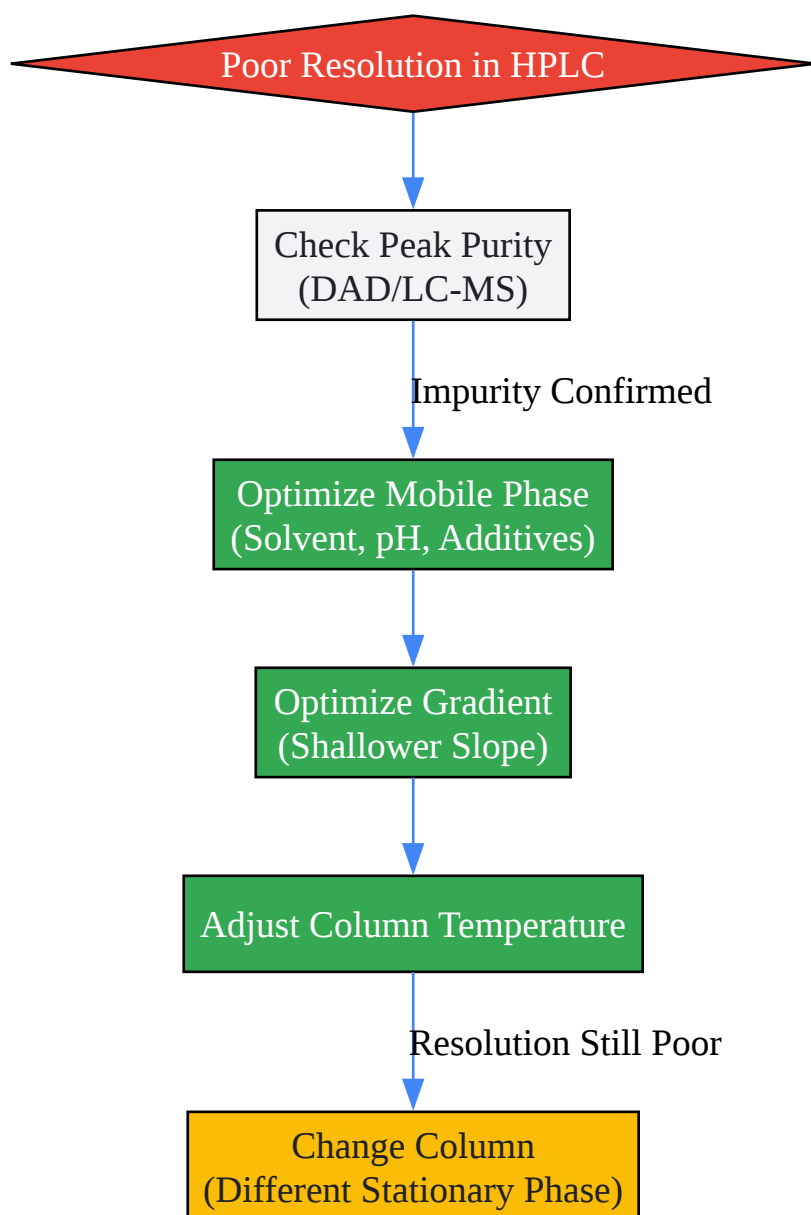 Poor Resolution in HPLC
Check Peak Purity
(DAD/LC-MS)
Impurity Confirmed
Optimize Mobile Phase
(Solvent, pH, Additives)
Optimize Gradient
(Shallower Slope)
Adjust Column Temperature
Resolution Still Poor
Change Column
(Different Stationary Phase)